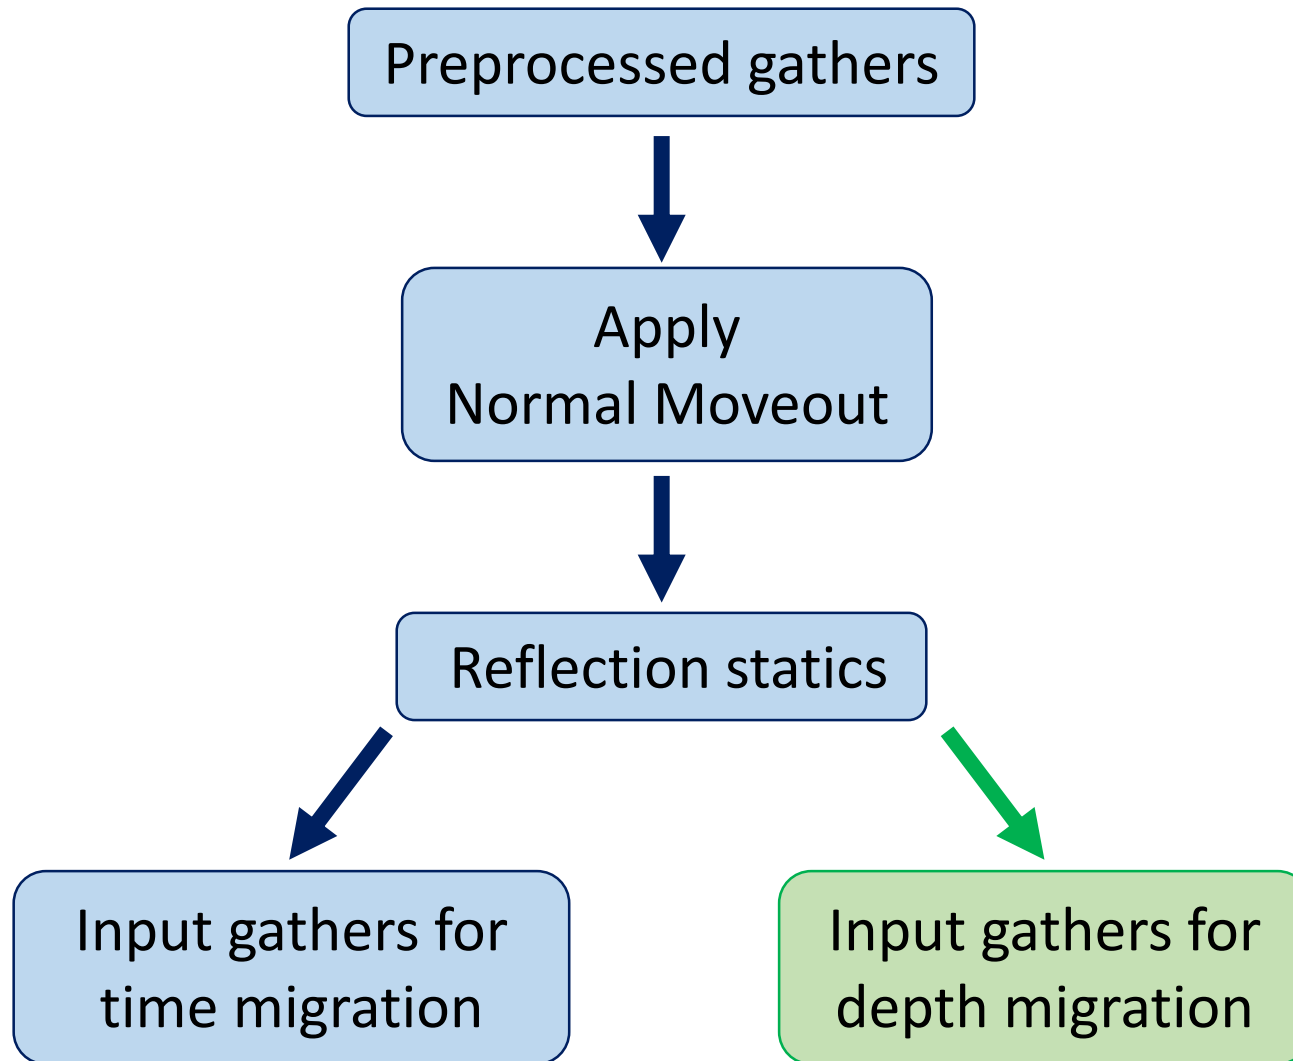 Preprocessed gathers
Apply
Normal Moveout
Reflection statics
Input gathers for
time migration
Input gathers for
depth migration